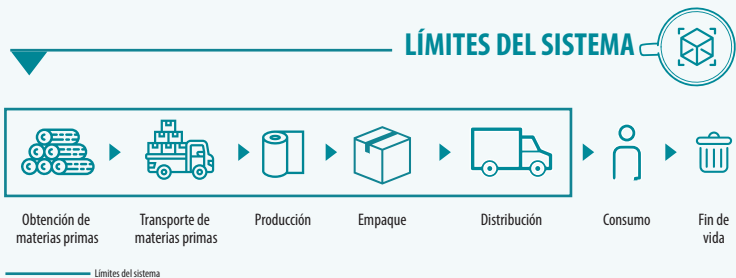 LÍMITES DEL SISTEMA
Obtención de
materias primas
Transporte de
materias primas
Producción
Empaque
Distribución
Consumo
Fin de
vida
Límites del sistema